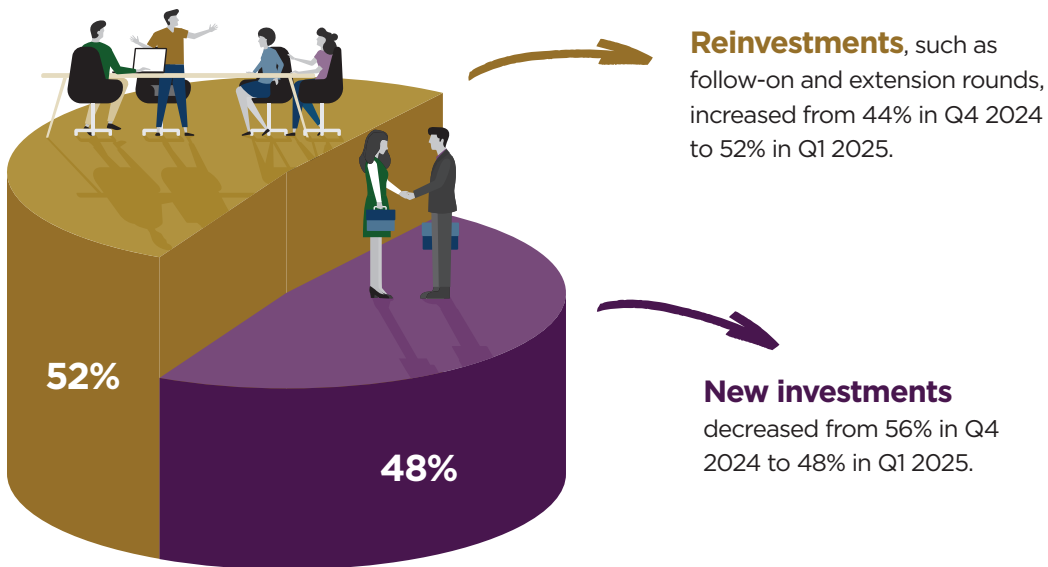 Reinvestments, such as
follow-on and extension rounds,
increased from 44% in Q4 2024
to 52% in Q1 2025.
52%
48%
New investments
decreased from 56% in Q4
2024 to 48% in Q1 2025.